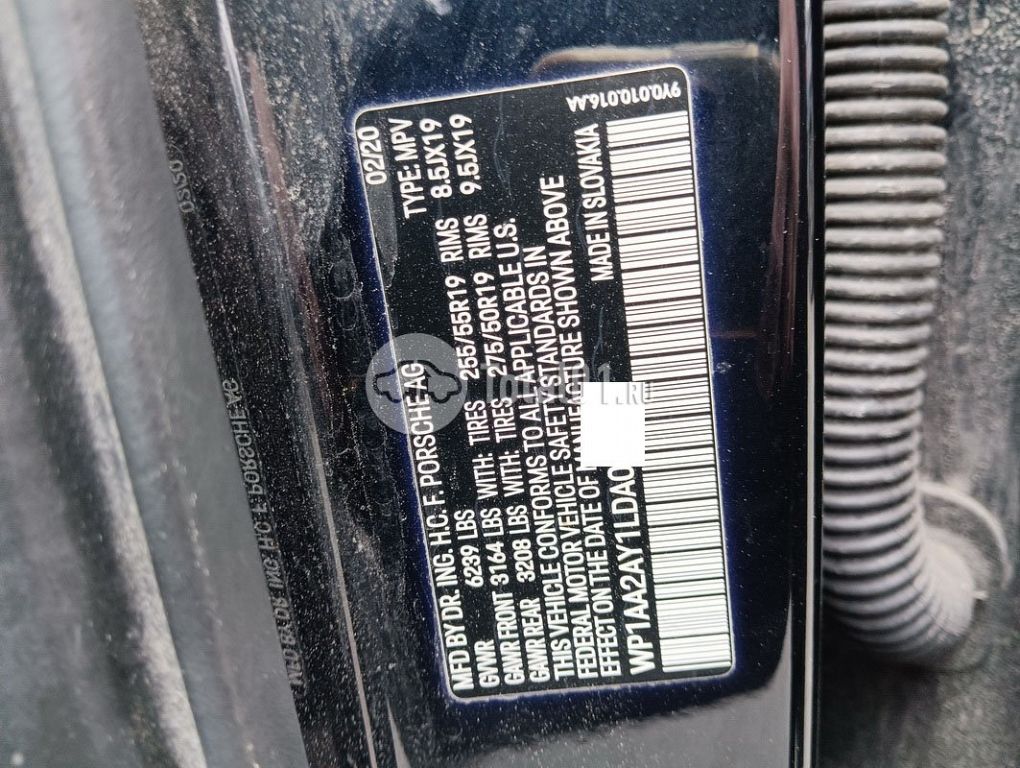 MFD BY DR. ING. H.C. F. PORSCHE AG 02/20
GVWR 6239 LBS TYPE: MPV
GAWR FRONT 3164 LBS WITH: TIRES 255/55R19 RIMS 8.5JX19
GAWR REAR 3208 LBS WITH: TIRES 275/50R19 RIMS 9.5JX19
THIS VEHICLE CONFORMS TO ALL APPLICABLE U.S.
FEDERAL MOTOR VEHICLE SAFETY STANDARDS IN
EFFECT ON THE DATE OF MANUFACTURE SHOWN ABOVE
WP1AA2AY1LDA0 MADE IN SLOVAKIA
9Y0.010.016.AA